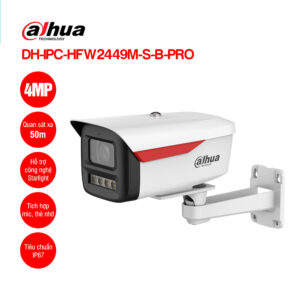 alhua
TECHNOLOGY
DH-IPC-HFW2449M-S-B-PRO
4MP
Quan sát xa
50m
Hỗ trợ
công nghệ
Starlight
Tích hợp
mic, thẻ nhớ
Tiêu chuẩn
IP67
alhua